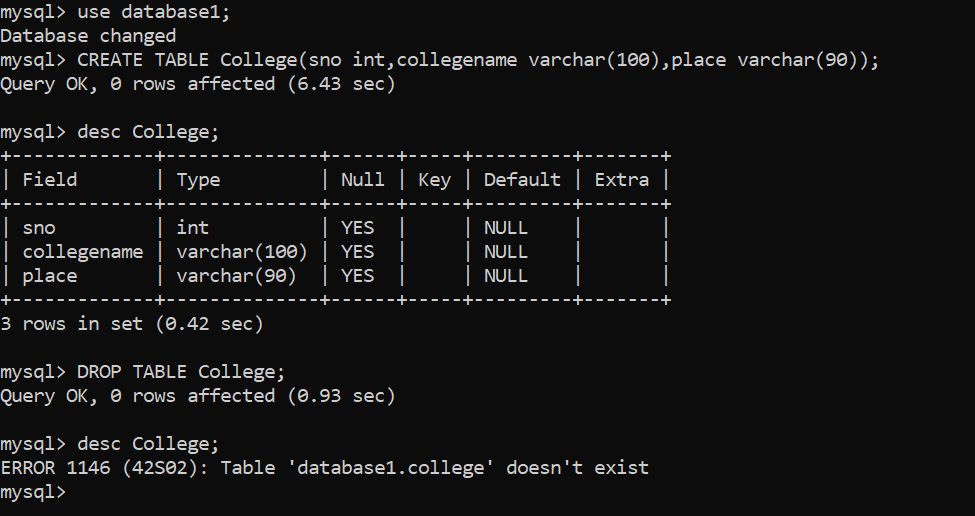 mysql> use database1;
Database changed
mysql> CREATE TABLE College(sno int,collegename varchar(100),place varchar(90));
Query OK, 0 rows affected (6.43 sec)

mysql> desc College;
+-------------+--------------+------+-----+---------+-------+
| Field       | Type         | Null | Key | Default | Extra |
+-------------+--------------+------+-----+---------+-------+
| sno         | int          | YES  |     | NULL    |       |
| collegename | varchar(100) | YES  |     | NULL    |       |
| place       | varchar(90)  | YES  |     | NULL    |       |
+-------------+--------------+------+-----+---------+-------+
3 rows in set (0.42 sec)

mysql> DROP TABLE College;
Query OK, 0 rows affected (0.93 sec)

mysql> desc College;
ERROR 1146 (42S02): Table 'database1.college' doesn't exist
mysql>